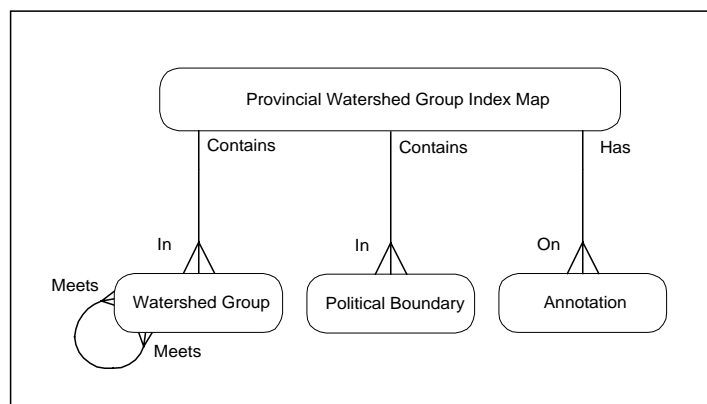 Provincial Watershed Group Index Map
Contains
Contains
Has
In
In
On
Meets
Watershed Group
Political Boundary
Annotation
Meets